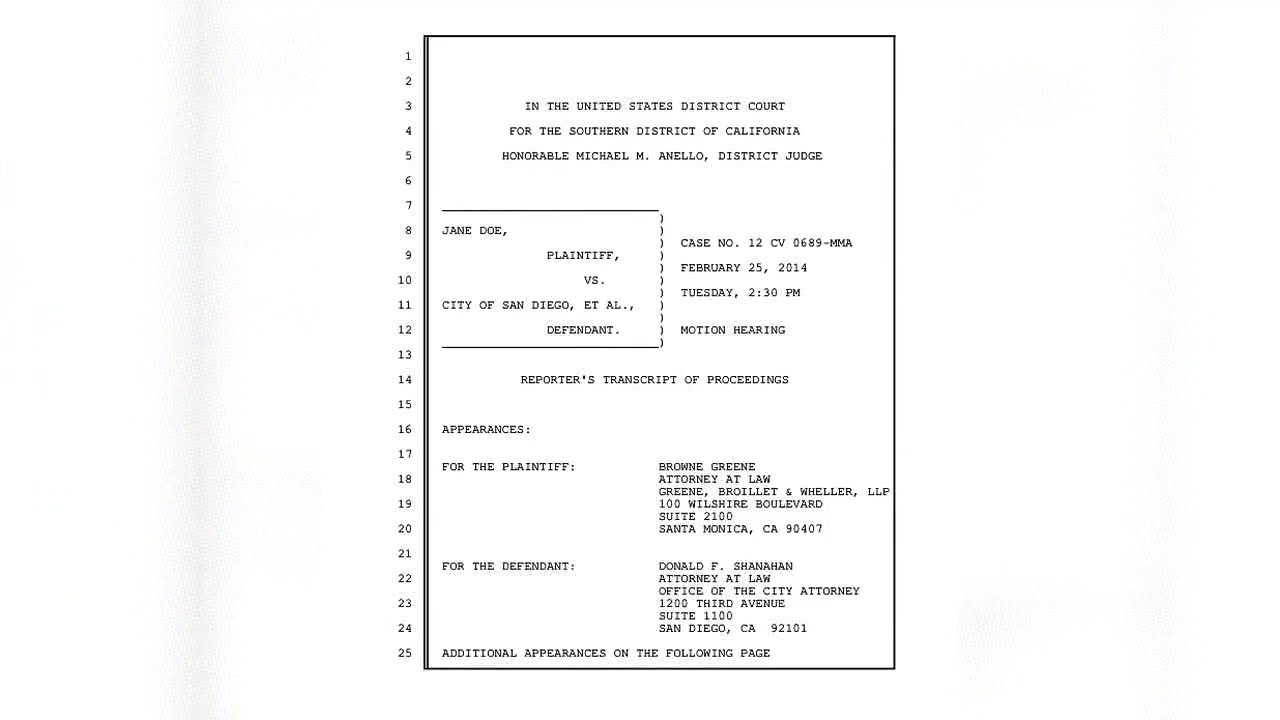 1
2
3 IN THE UNITED STATES DISTRICT COURT
4 FOR THE SOUTHERN DISTRICT OF CALIFORNIA
5 HONORABLE MICHAEL M. ANELLO, DISTRICT JUDGE
6
7
)
8 JANE DOE, )
) CASE NO. 12 CV 0689-MMA
9 PLAINTIFF, )
) FEBRUARY 25, 2014
10 VS. )
) TUESDAY, 2:30 PM
11 CITY OF SAN DIEGO, ET AL., )
)
12 DEFENDANT. ) MOTION HEARING
)
13
14 REPORTER'S TRANSCRIPT OF PROCEEDINGS
15
16 APPEARANCES:
17
FOR THE PLAINTIFF: BROWNE GREENE
18 ATTORNEY AT LAW
GREENE, BROILLET & WHELLER, LLP
19 100 WILSHIRE BOULEVARD
SUITE 2100
20 SANTA MONICA, CA 90407
21
FOR THE DEFENDANT: DONALD F. SHANAHAN
22 ATTORNEY AT LAW
OFFICE OF THE CITY ATTORNEY
23 1200 THIRD AVENUE
SUITE 1100
24 SAN DIEGO, CA 92101
25 ADDITIONAL APPEARANCES ON THE FOLLOWING PAGE